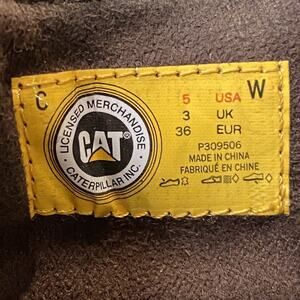 C
LICENSED MERCHANDISE
CAT®
CATERPILLAR INC.
W
5 USA
3 UK
36 EUR
P309506
MADE IN CHINA
FABRIQUÉ EN CHINE